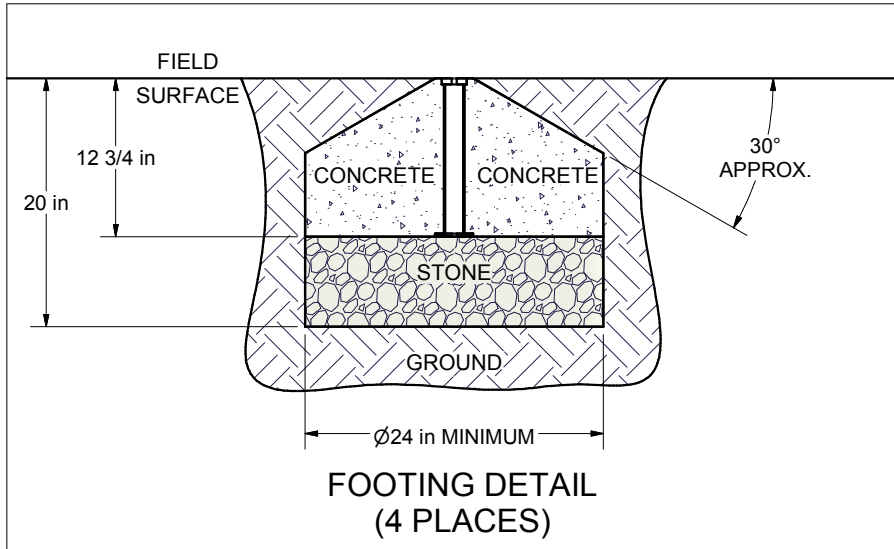 FIELD
SURFACE
12 3/4 in
20 in
CONCRETE
CONCRETE
30°
APPROX.
STONE
GROUND
Ø24 in MINIMUM
FOOTING DETAIL
(4 PLACES)